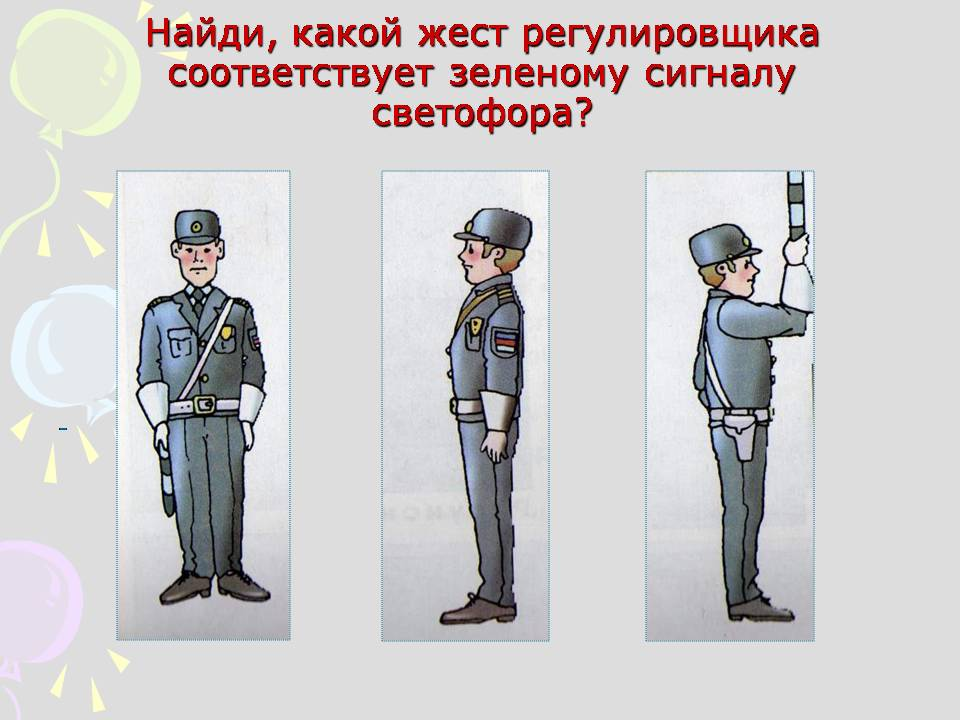 Найди, какой жест регулировщика
соответствует зеленому сигналу
светофора?